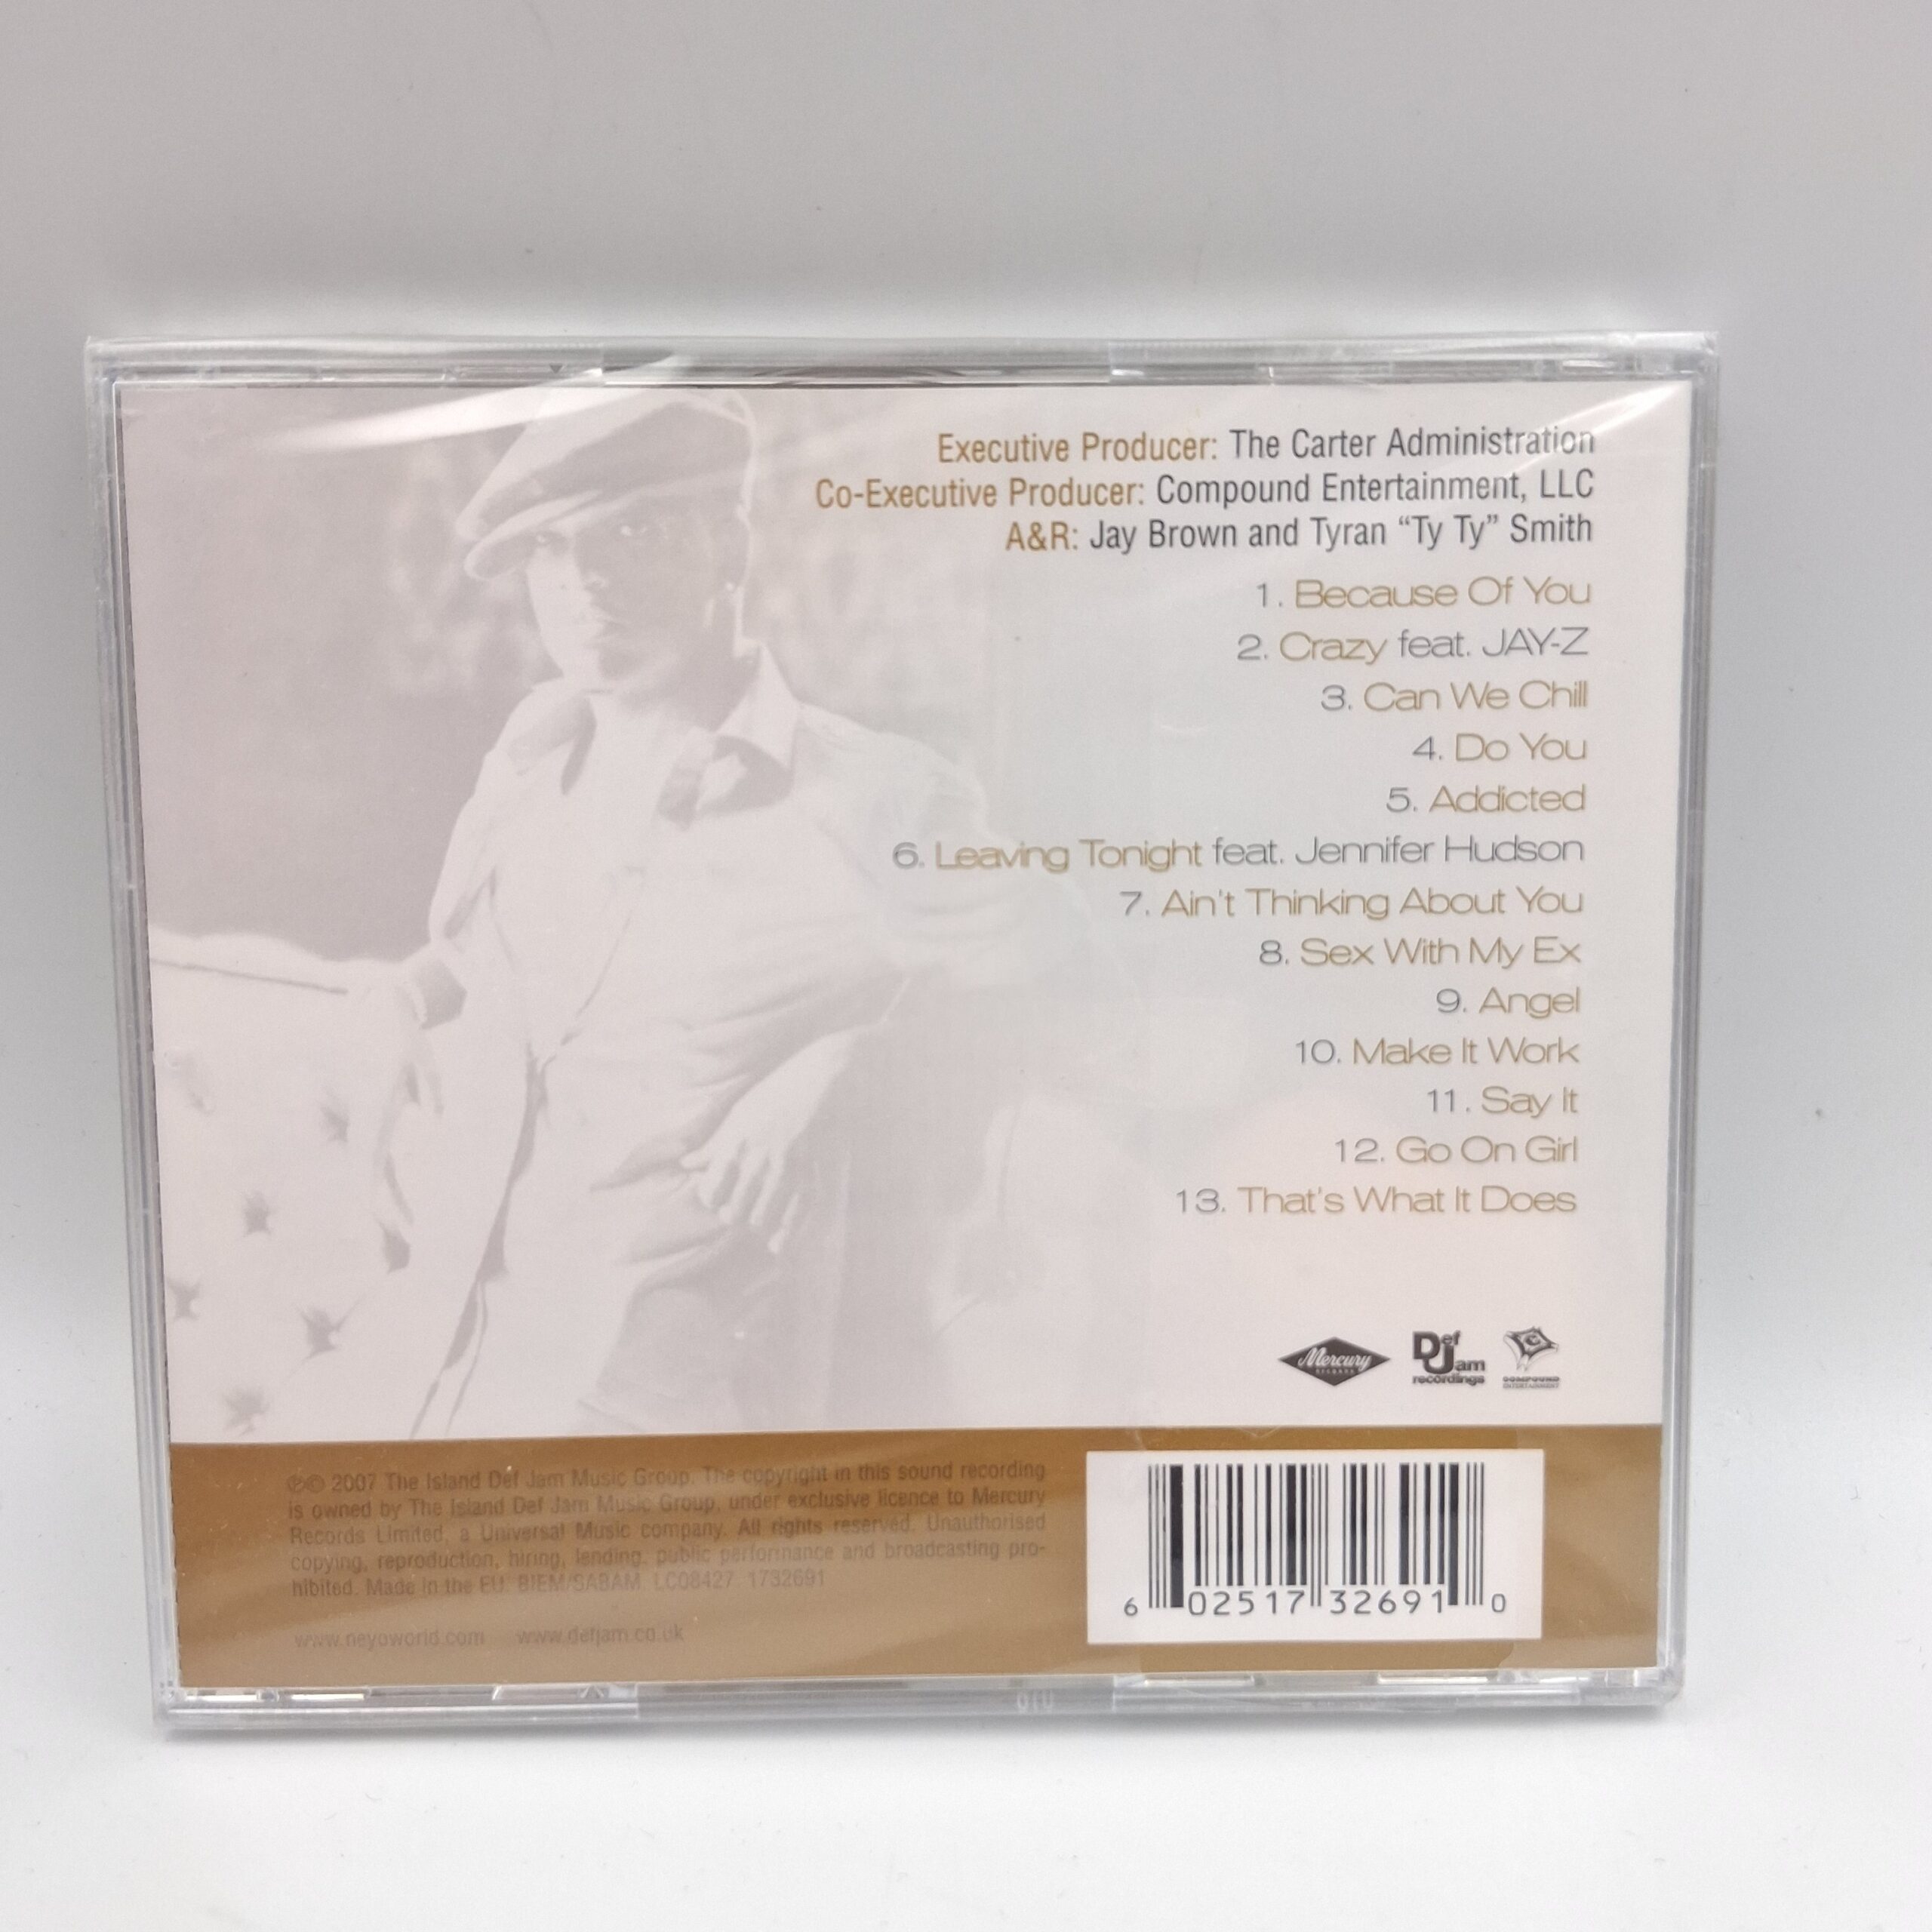 Executive Producer: The Carter Administration
Co-Executive Producer: Compound Entertainment, LLC
A&R: Jay Brown and Tyran “Ty Ty” Smith
1. Because Of You
2. Crazy feat. JAY-Z
3. Can We Chill
4. Do You
5. Addicted
6. Leaving Tonight feat. Jennifer Hudson
7. Ain't Thinking About You
8. Sex With My Ex
9. Angel
10. Make It Work
11. Say It
12. Go On Girl
13. That's What It Does
Mercury
RECORDS
Def
Jam
recordings
COMPOUND
ENTERTAINMENT
℗© 2007 The Island Def Jam Music Group. The copyright in this sound recording
is owned by The Island Def Jam Music Group, under exclusive licence to Mercury
Records Limited, a Universal Music company. All rights reserved. Unauthorised
copying, reproduction, hiring, lending, public performance and broadcasting pro-
hibited. Made in the EU. BIEM/SABAM. LC08427 1732691
www.neyoworld.com www.defjam.co.uk
6 02517 32691 0